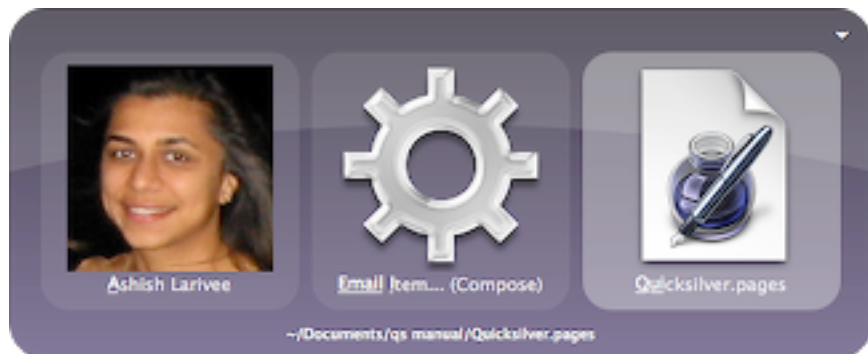 Ashish Larivee
Email Item... (Compose)
Quicksilver.pages
~/Documents/qs manual/Quicksilver.pages